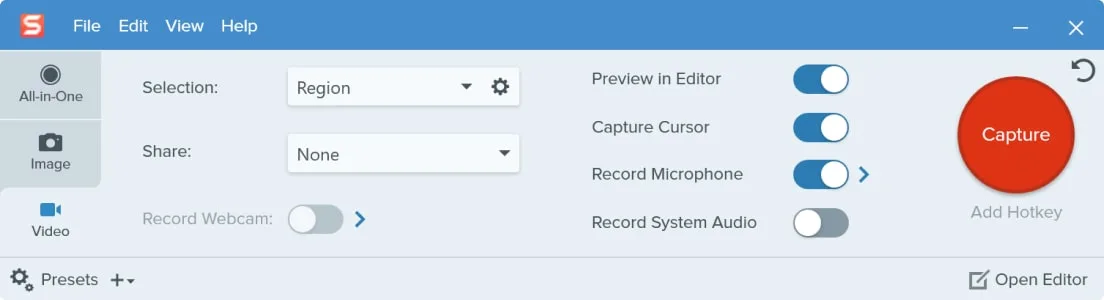 S File Edit View Help
All-in-One
Image
Video
Selection: Region
Share: None
Record Webcam:
Preview in Editor
Capture Cursor
Record Microphone
Record System Audio
Capture
Add Hotkey
Presets
Open Editor